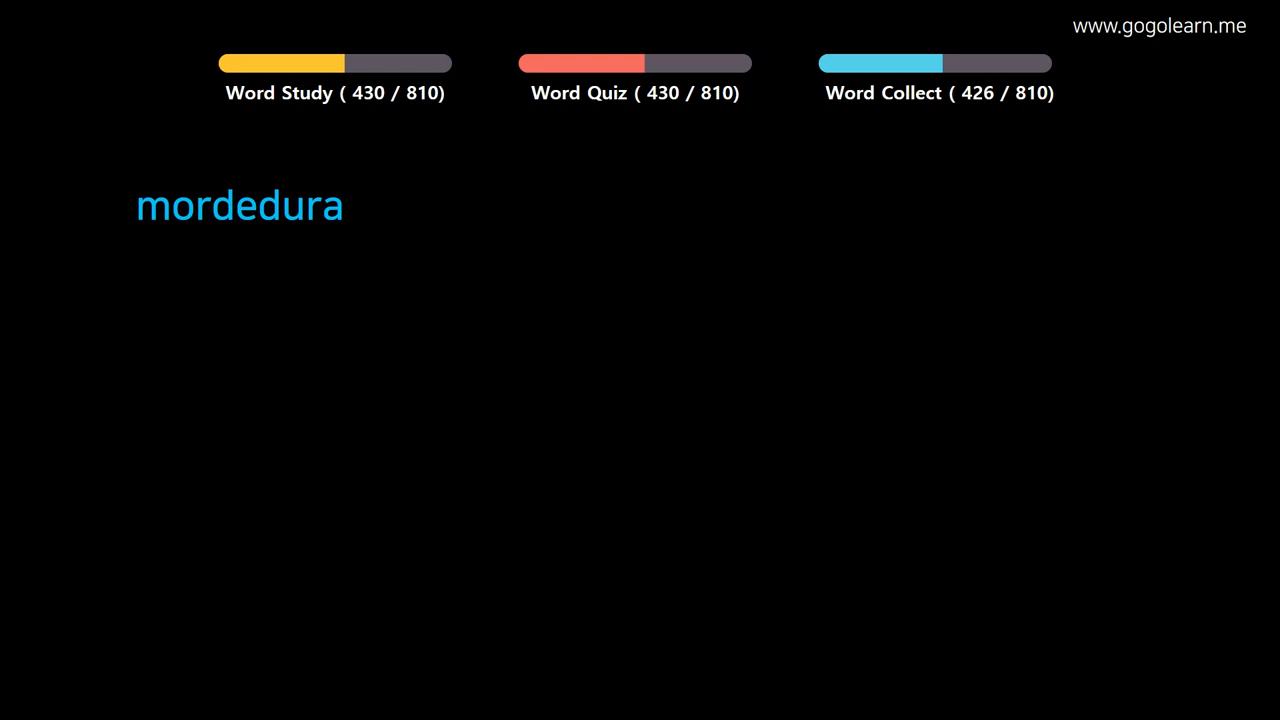 www.gogolearn.me
Word Study ( 430 / 810)
Word Quiz ( 430 / 810)
Word Collect ( 426 / 810)
mordedura